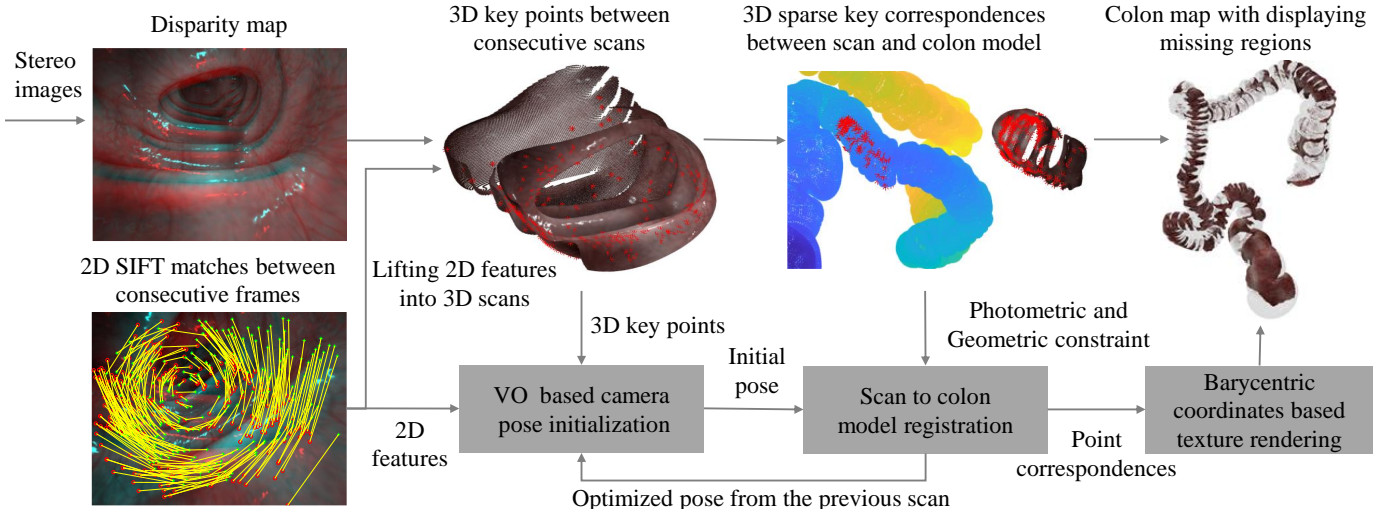 Stereo
images
Disparity map
3D key points between
consecutive scans
3D sparse key correspondences
between scan and colon model
Colon map with displaying
missing regions
2D SIFT matches between
consecutive frames
Lifting 2D features
into 3D scans
3D key points
Photometric and
Geometric constraint
2D
features
VO based camera
pose initialization
Initial
pose
Scan to colon
model registration
Point
correspondences
Barycentric
coordinates based
texture rendering
Optimized pose from the previous scan